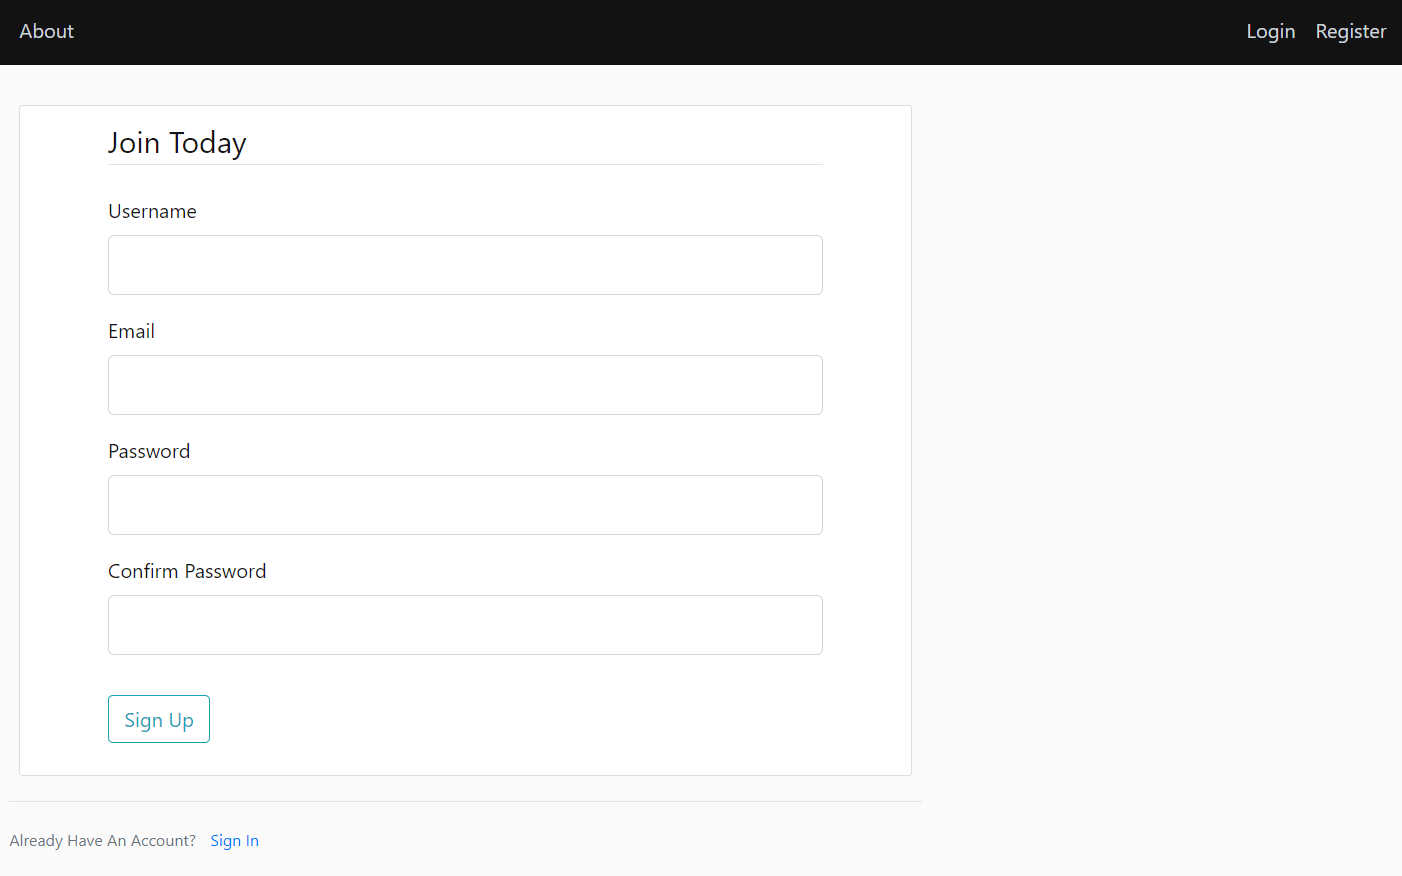 About Login Register
Join Today
Username
Email
Password
Confirm Password
Sign Up
Already Have An Account? Sign In